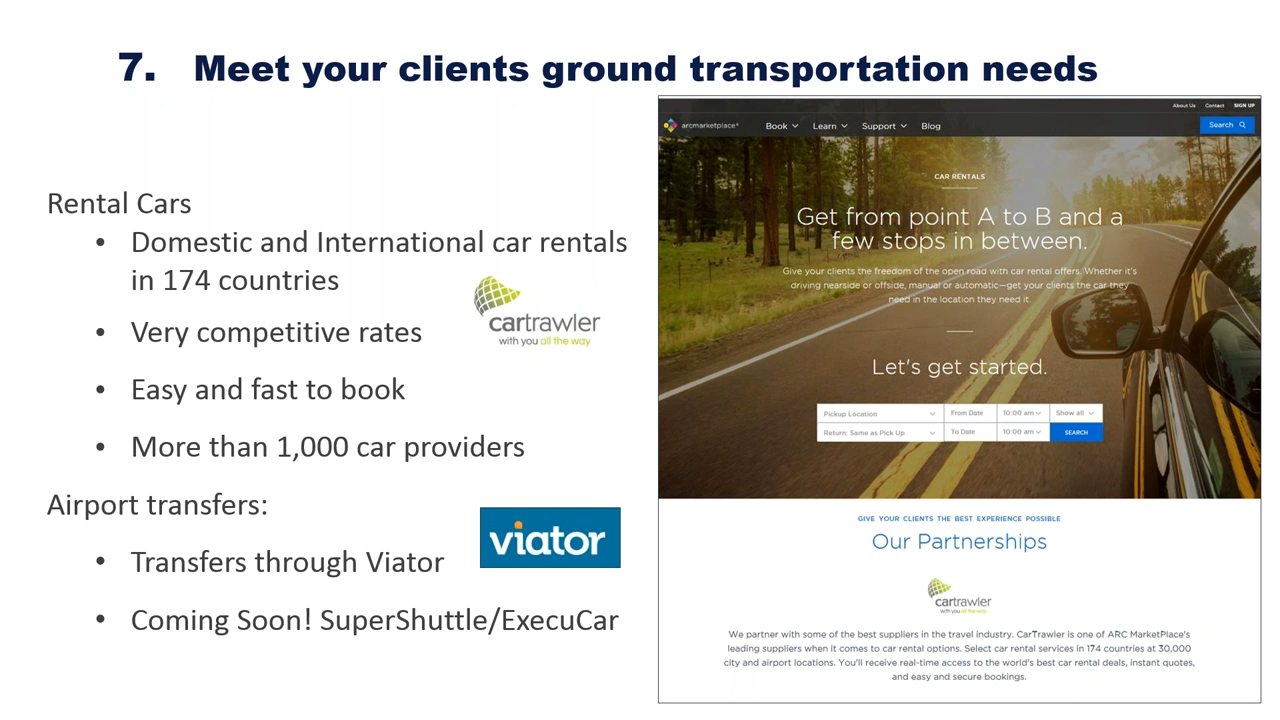 7. Meet your clients ground transportation needs
Rental Cars
• Domestic and International car rentals
in 174 countries
cartrawler
with you all the way
• Very competitive rates
• Easy and fast to book
• More than 1,000 car providers
Airport transfers:
viator
• Transfers through Viator
• Coming Soon! SuperShuttle/ExecuCar
About Us Contact SIGN UP
arcmarketplace® Book Learn Support Blog Search
CAR RENTALS
Get from point A to B and a
few stops in between.
Give your clients the freedom of the open road with car rental offers. Whether it's
driving nearside or offside, manual or automatic—get your clients the car they
need in the location they need it.
Let's get started.
Pickup Location From Date 10:00 am Show all
Return: Same as Pick Up To Date 10:00 am SEARCH
GIVE YOUR CLIENTS THE BEST EXPERIENCE POSSIBLE
Our Partnerships
cartrawler
with you all the way
We partner with some of the best suppliers in the travel industry. CarTrawler is one of ARC MarketPlace's
leading suppliers when it comes to car rental options. Select car rental services in 174 countries at 30,000
city and airport locations. You'll receive real-time access to the world's best car rental deals, instant quotes,
and easy and secure bookings.